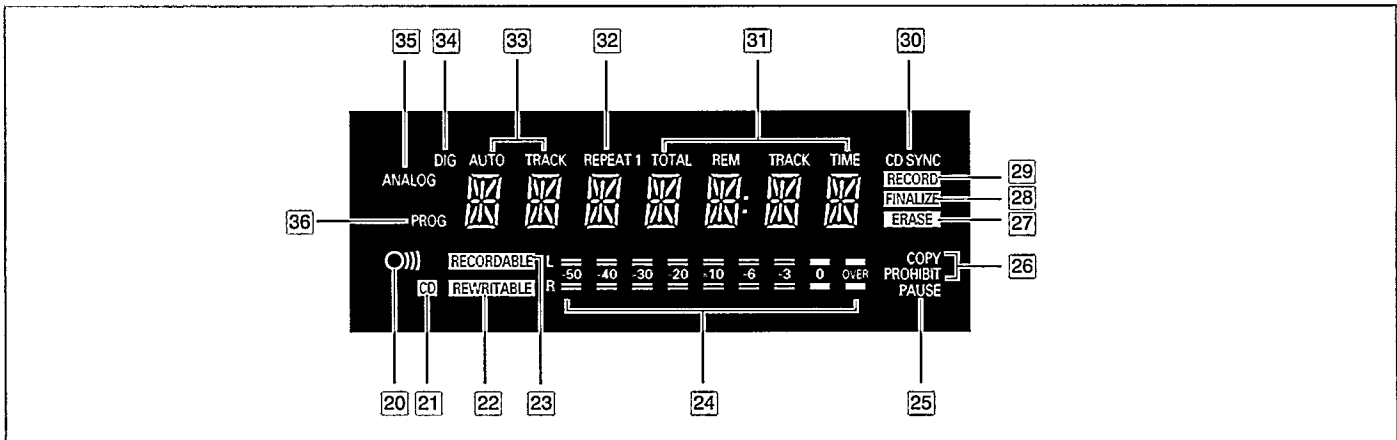 35 34 33 32 31 30
DIG AUTO TRACK REPEAT 1 TOTAL REM TRACK TIME CD SYNC
ANALOG RECORD 29
FINALIZE 28
36 PROG ERASE 27
RECORDABLE L COPY
-50 -40 -30 -20 -10 -6 -3 0 OVER PROHIBIT 26
CD REWRITABLE R PAUSE
20 21 22 23 24 25